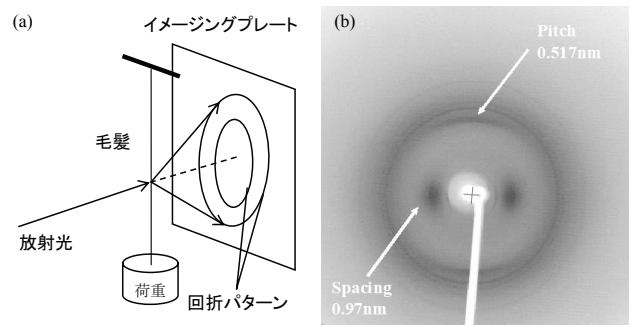 (a)
イメージングプレート
毛髪
放射光
荷重
回折パターン
(b)
Pitch
0.517nm
Spacing
0.97nm